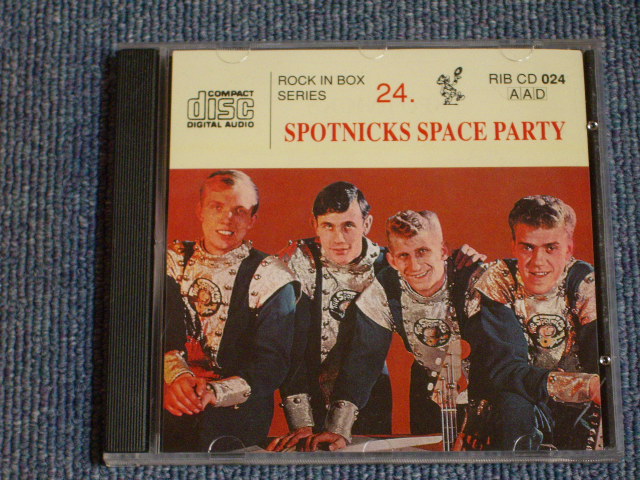 COMPACT
disc
DIGITAL AUDIO
ROCK IN BOX
SERIES
24.
RIB CD 024
AAD
SPOTNICKS SPACE PARTY